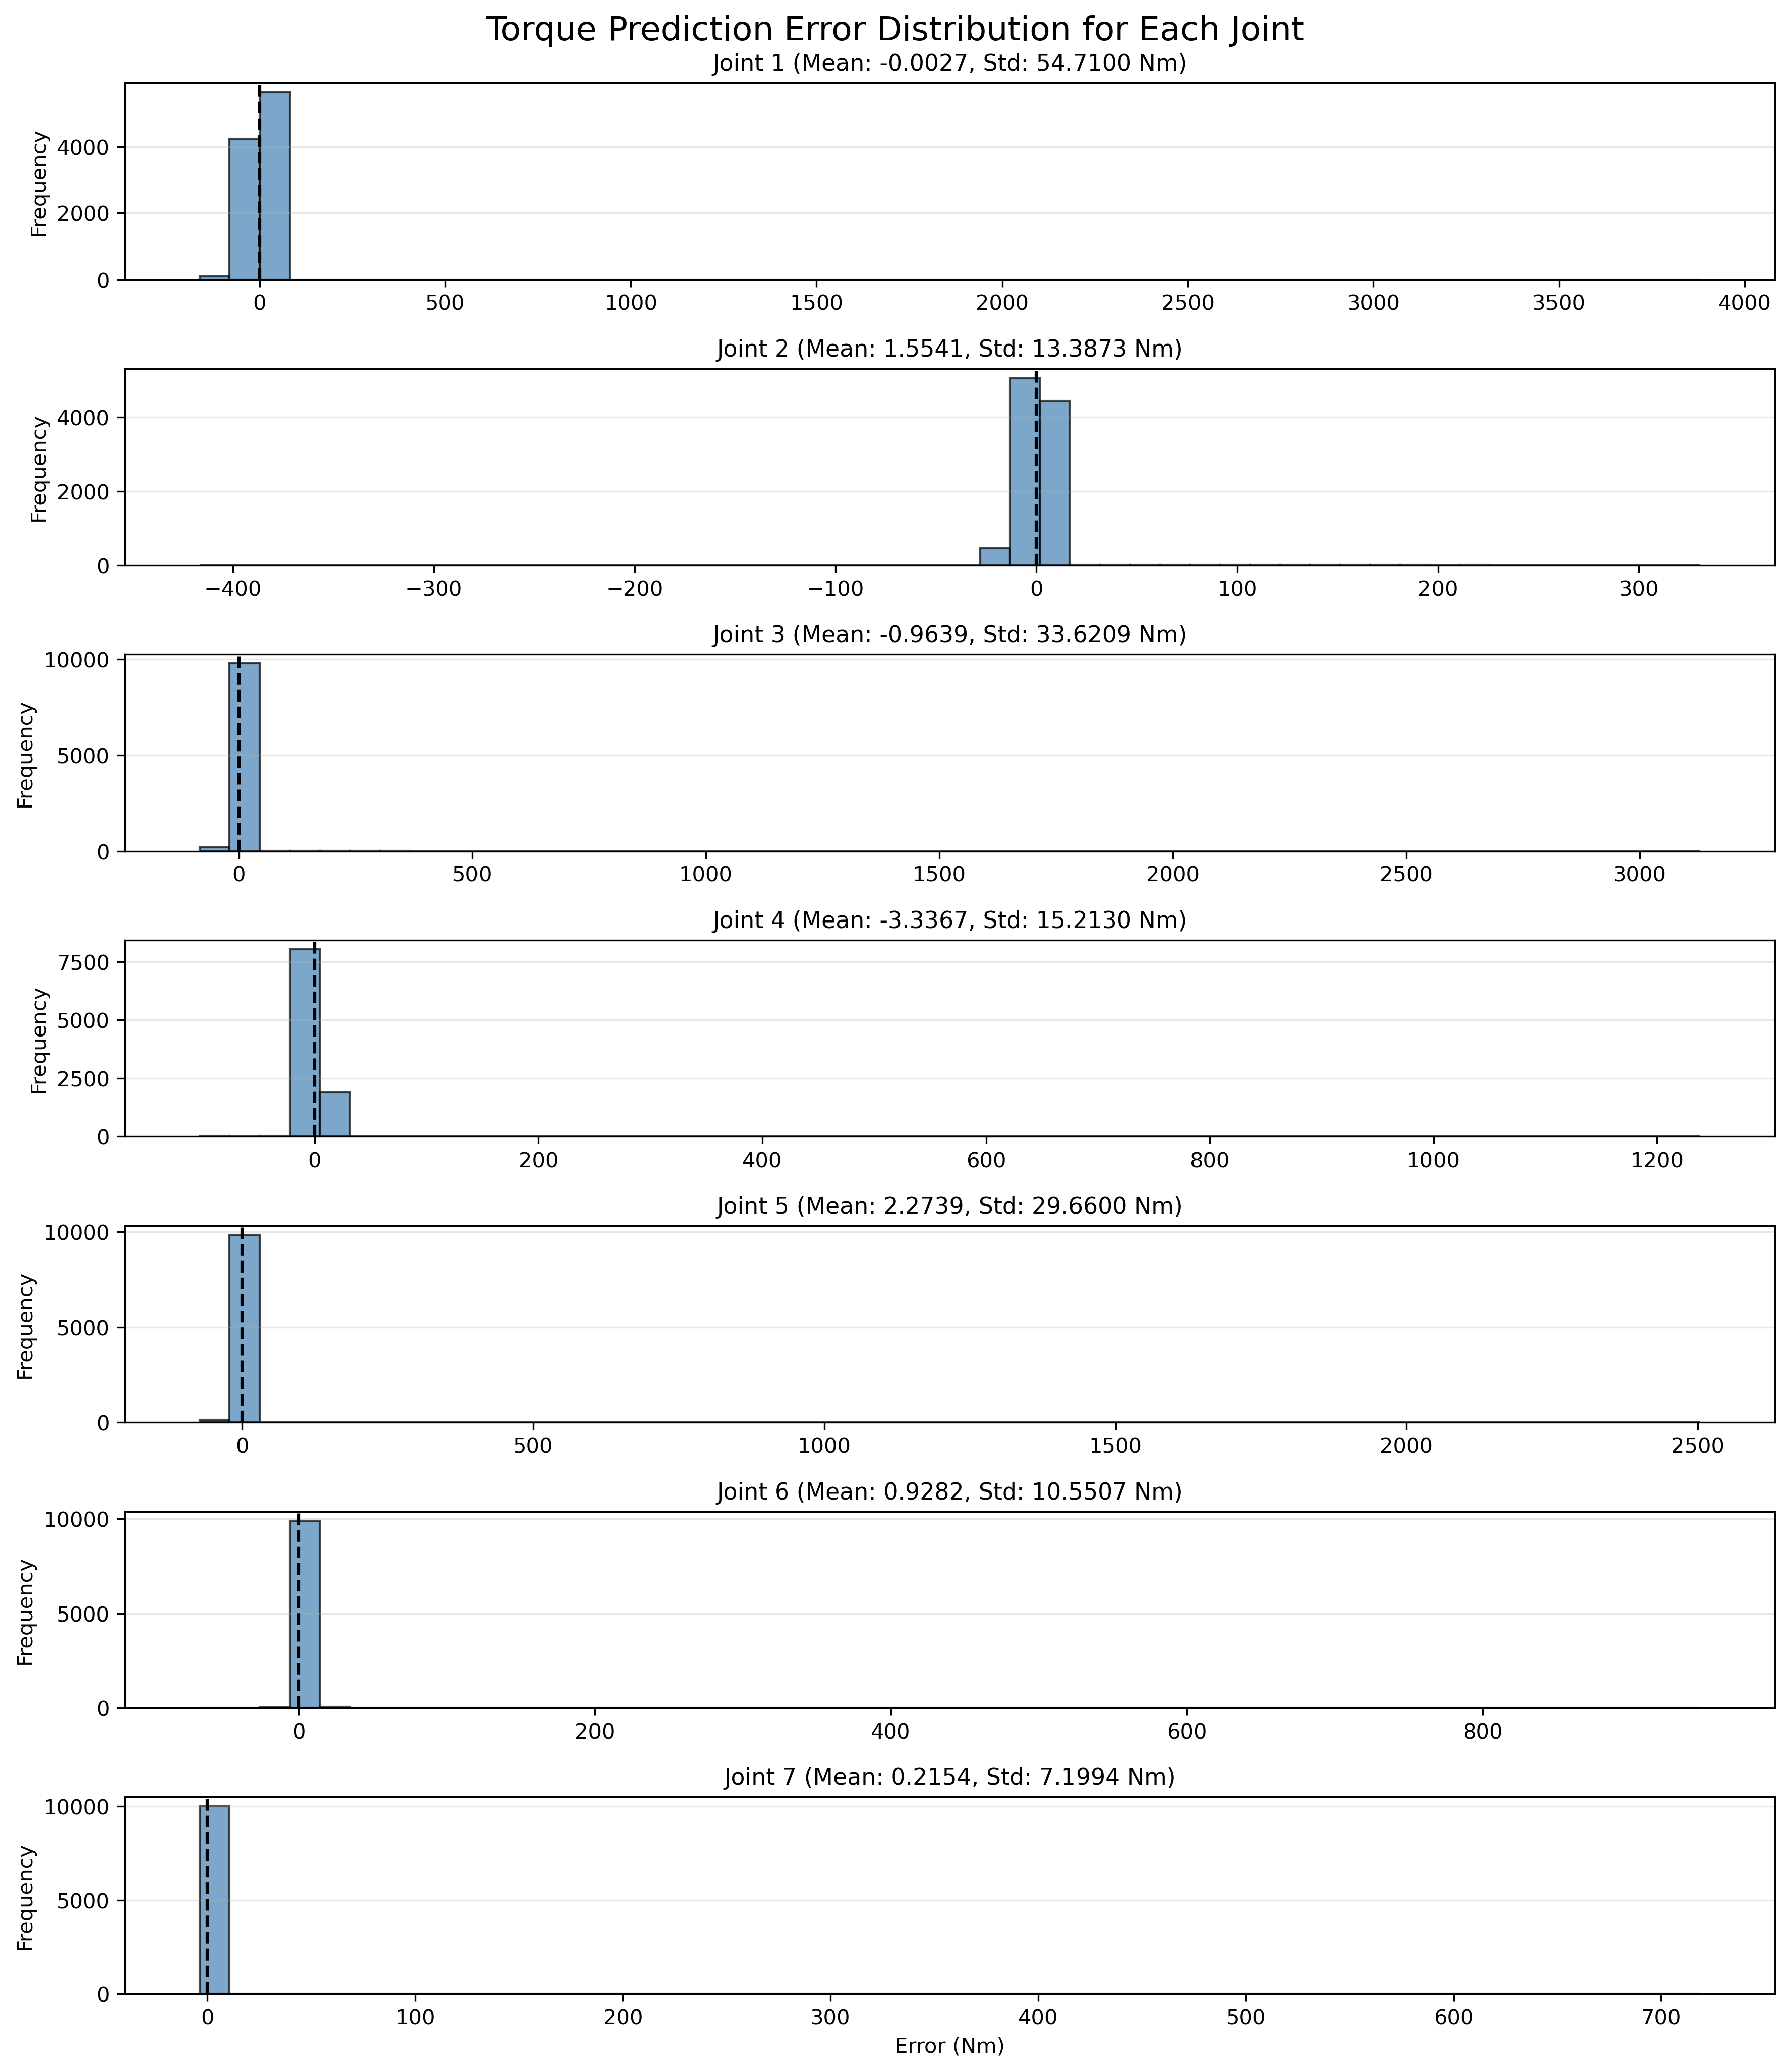 Torque Prediction Error Distribution for Each Joint
Joint 1 (Mean: -0.0027, Std: 54.7100 Nm)
Frequency
4000
2000
0
0 500 1000 1500 2000 2500 3000 3500 4000
Joint 2 (Mean: 1.5541, Std: 13.3873 Nm)
Frequency
4000
2000
0
−400 −300 −200 −100 0 100 200 300
Joint 3 (Mean: -0.9639, Std: 33.6209 Nm)
Frequency
10000
5000
0
0 500 1000 1500 2000 2500 3000
Joint 4 (Mean: -3.3367, Std: 15.2130 Nm)
Frequency
7500
5000
2500
0
0 200 400 600 800 1000 1200
Joint 5 (Mean: 2.2739, Std: 29.6600 Nm)
Frequency
10000
5000
0
0 500 1000 1500 2000 2500
Joint 6 (Mean: 0.9282, Std: 10.5507 Nm)
Frequency
10000
5000
0
0 200 400 600 800
Joint 7 (Mean: 0.2154, Std: 7.1994 Nm)
Frequency
10000
5000
0
0 100 200 300 400 500 600 700
Error (Nm)